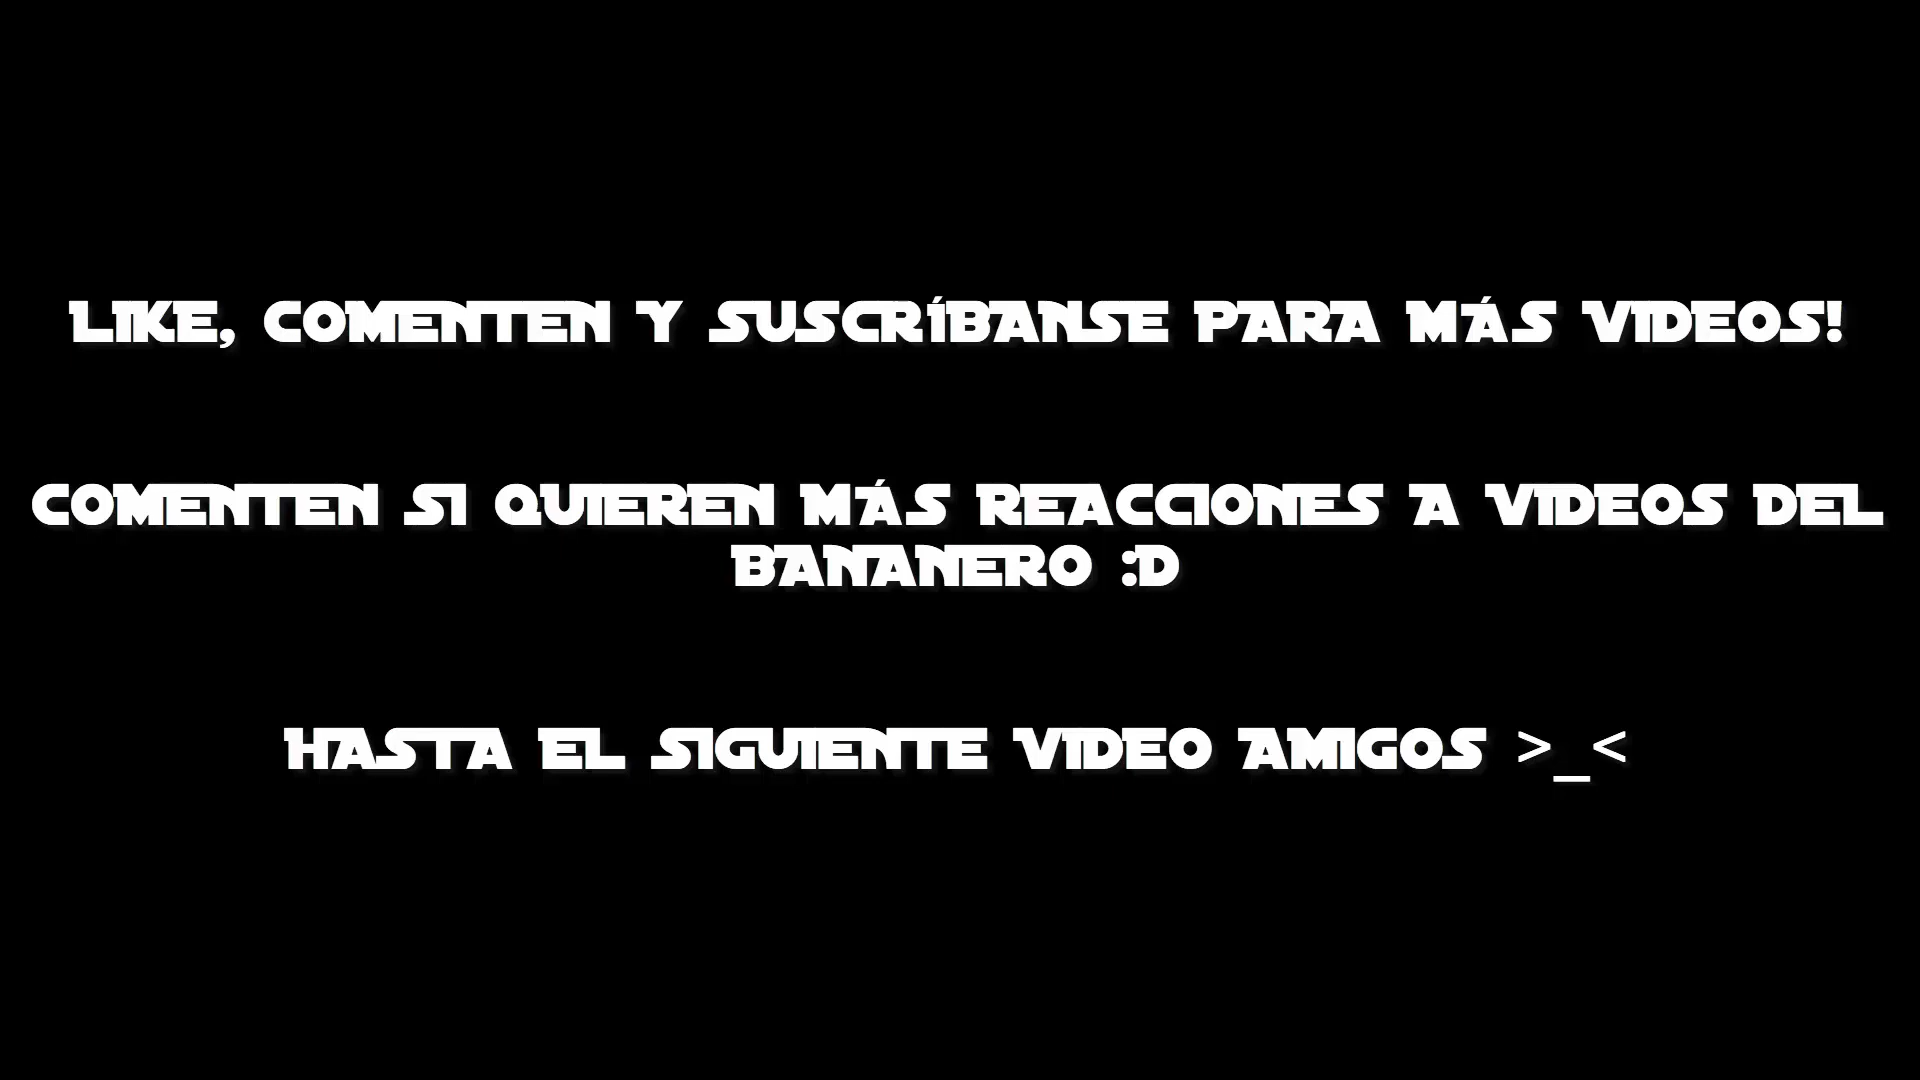 LIKE, COMENTEN Y SUSCRÍBANSE PARA MÁS VIDEOS!
COMENTEN SI QUIEREN MÁS REACCIONES A VIDEOS DEL
BANANERO :D
HASTA EL SIGUIENTE VIDEO AMIGOS >_<